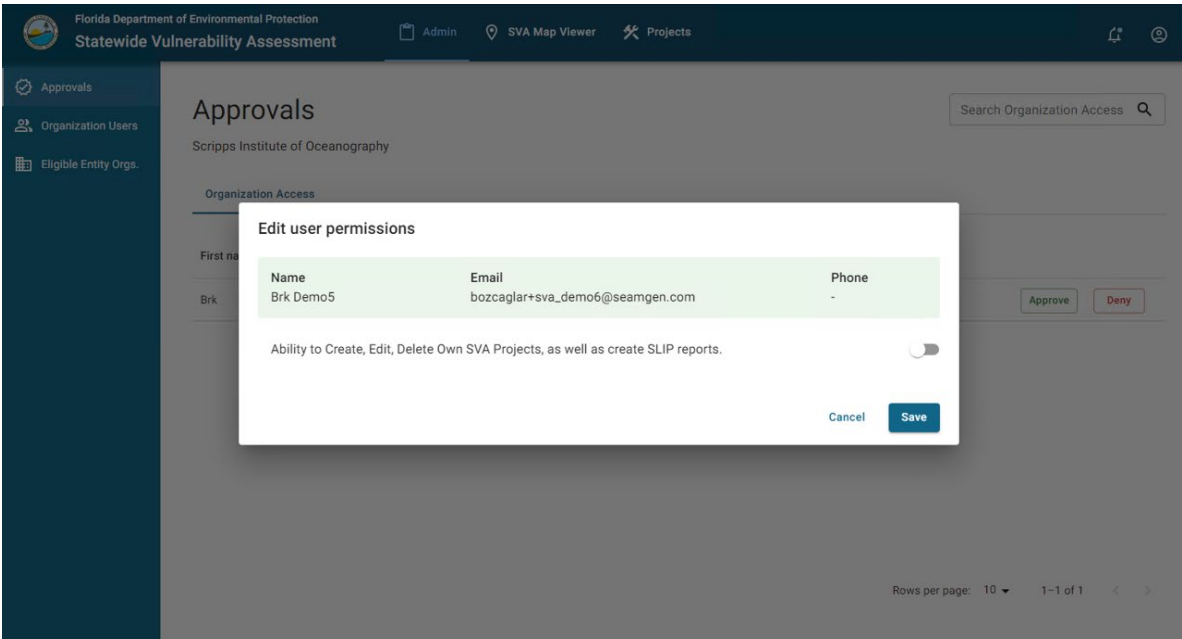 Florida Department of Environmental Protection
Statewide Vulnerability Assessment
Admin
SVA Map Viewer
Projects
Approvals
Organization Users
Eligible Entity Orgs.
Approvals
Search Organization Access
Scripps Institute of Oceanography
Organization Access
First na
Brk
Approve
Deny
Edit user permissions
Name Email Phone
Brk Demo5 bozcaglar+sva_demo6@seamgen.com -
Ability to Create, Edit, Delete Own SVA Projects, as well as create SLIP reports.
Cancel Save
Rows per page: 10 1–1 of 1